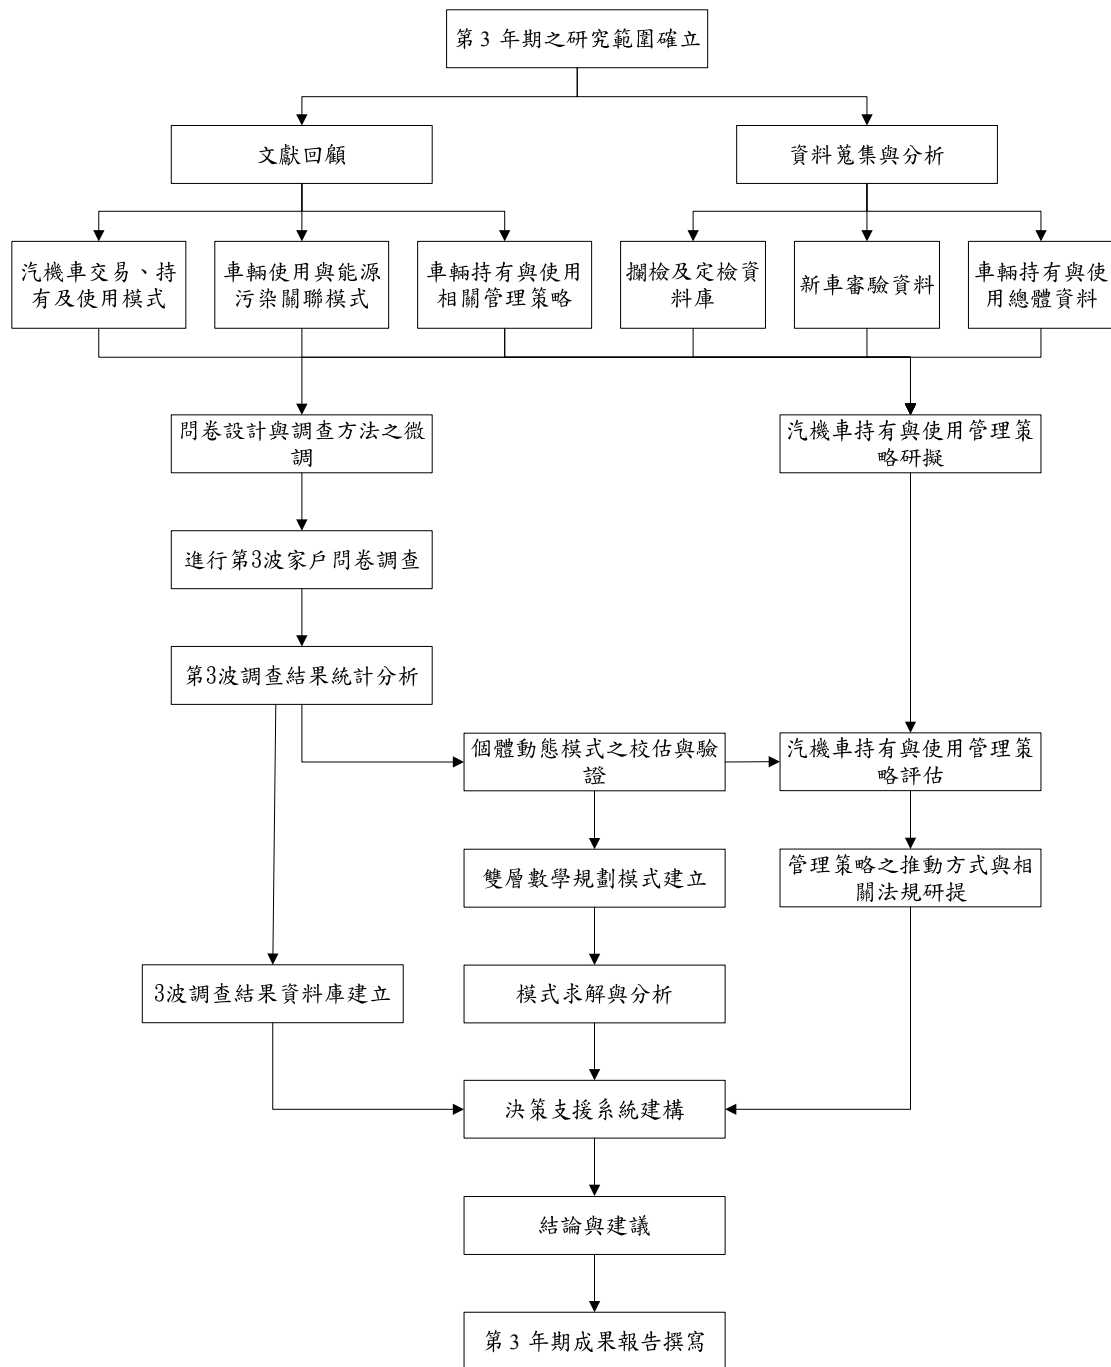 第 3 年期之研究範圍確立
文獻回顧
資料蒐集與分析
汽機車交易、持
有及使用模式
車輛使用與能源
污染關聯模式
車輛持有與使用
相關管理策略
攔檢及定檢資
料庫
新車審驗資料
車輛持有與使
用總體資料
問卷設計與調查方法之微
調
汽機車持有與使用管理策
略研擬
進行第3波家戶問卷調查
第3波調查結果統計分析
個體動態模式之校估與驗
證
汽機車持有與使用管理策
略評估
雙層數學規劃模式建立
管理策略之推動方式與相
關法規研提
3波調查結果資料庫建立
模式求解與分析
決策支援系統建構
結論與建議
第 3 年期成果報告撰寫